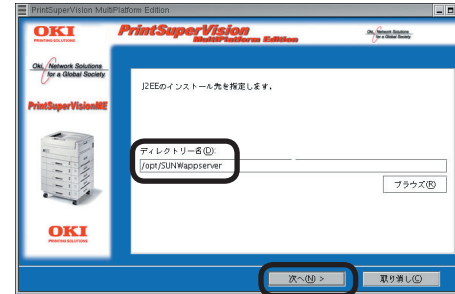 PrintSuperVision MultiPlatform Edition
OKI
PRINTING SOLUTIONS
PrintSuperVision
MultiPlatform Edition
Oki, Network Solutions
for a Global Society
Oki, Network Solutions
for a Global Society
PrintSuperVisionME
J2EEのインストール先を指定します。
ディレクトリー名(D):
/opt/SUNWappserver
ブラウズ(R)
OKI
PRINTING SOLUTIONS
次へ(N) >
取り消し(C)